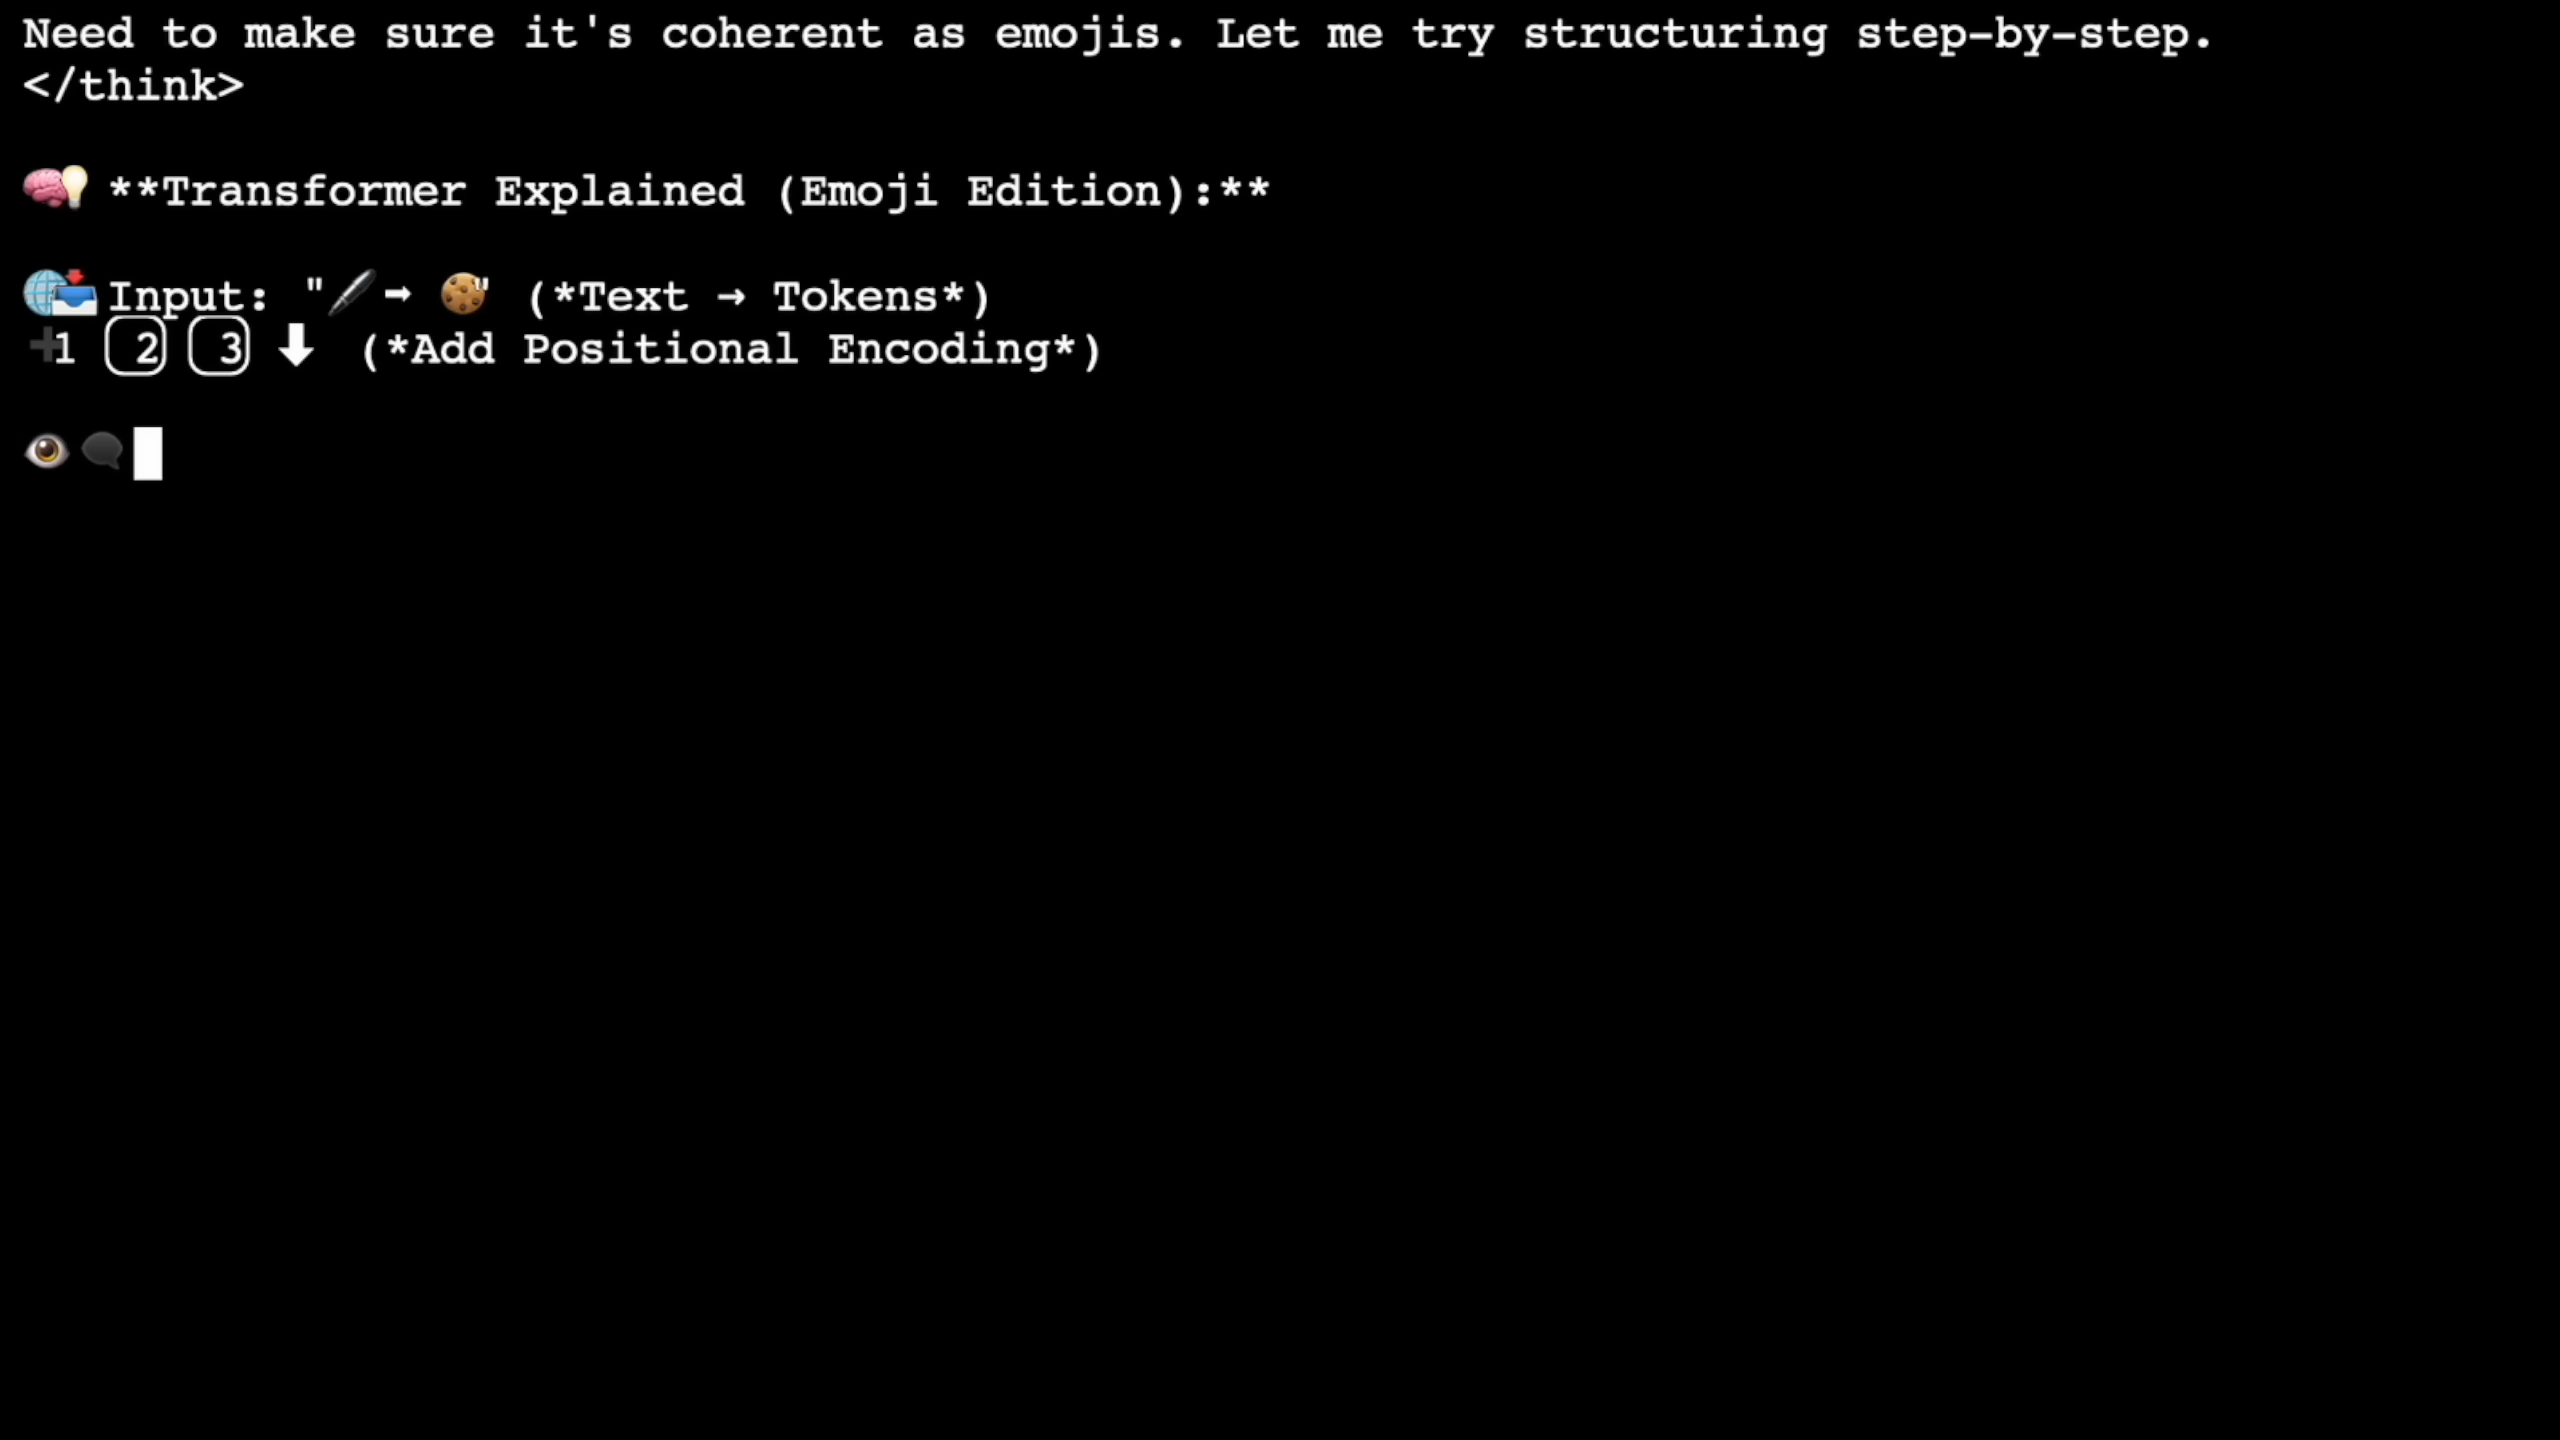 Need to make sure it's coherent as emojis. Let me try structuring step-by-step.
</think>
🧠💡 **Transformer Explained (Emoji Edition):**
🌐📥 Input: "🖋️➡️ 🍪" (*Text → Tokens*)
➕1️⃣ 2️⃣ 3️⃣ ⬇️ (*Add Positional Encoding*)
👁️🗨️